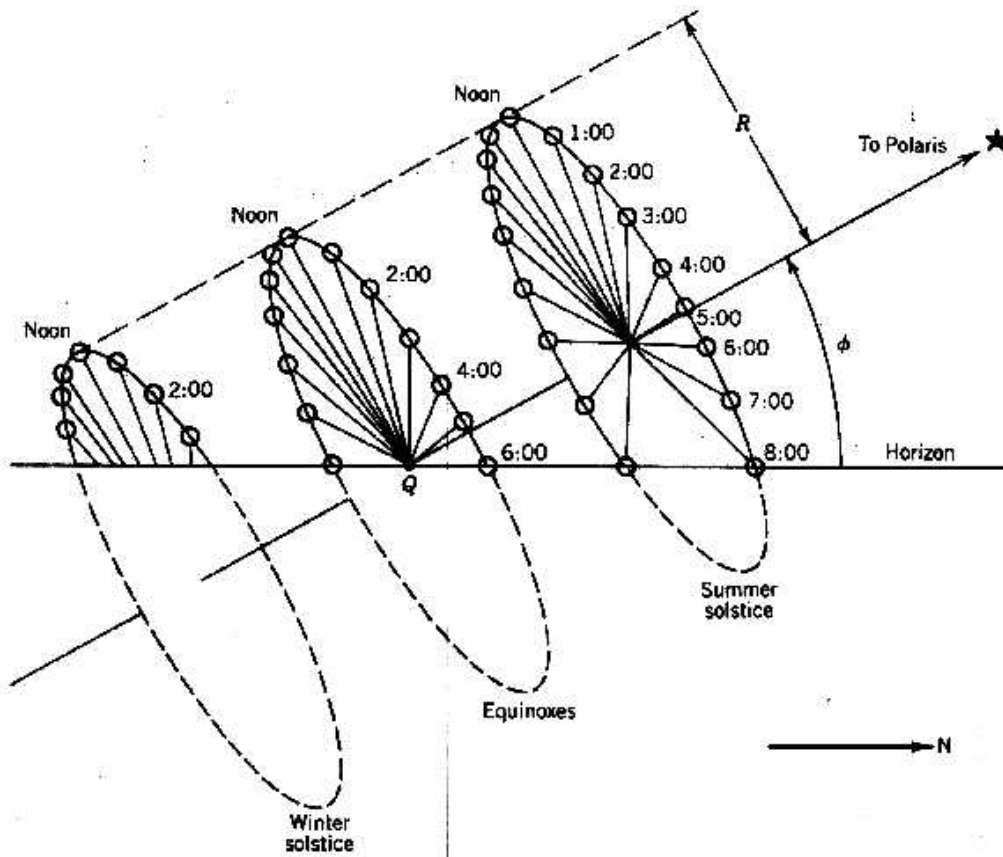 Noon
R
1:00
To Polaris
2:00
Noon
3:00
2:00
4:00
5:00
Noon
6:00
φ
4:00
2:00
7:00
6:00
8:00
Horizon
Q
Summer
solstice
Equinoxes
N
Winter
solstice